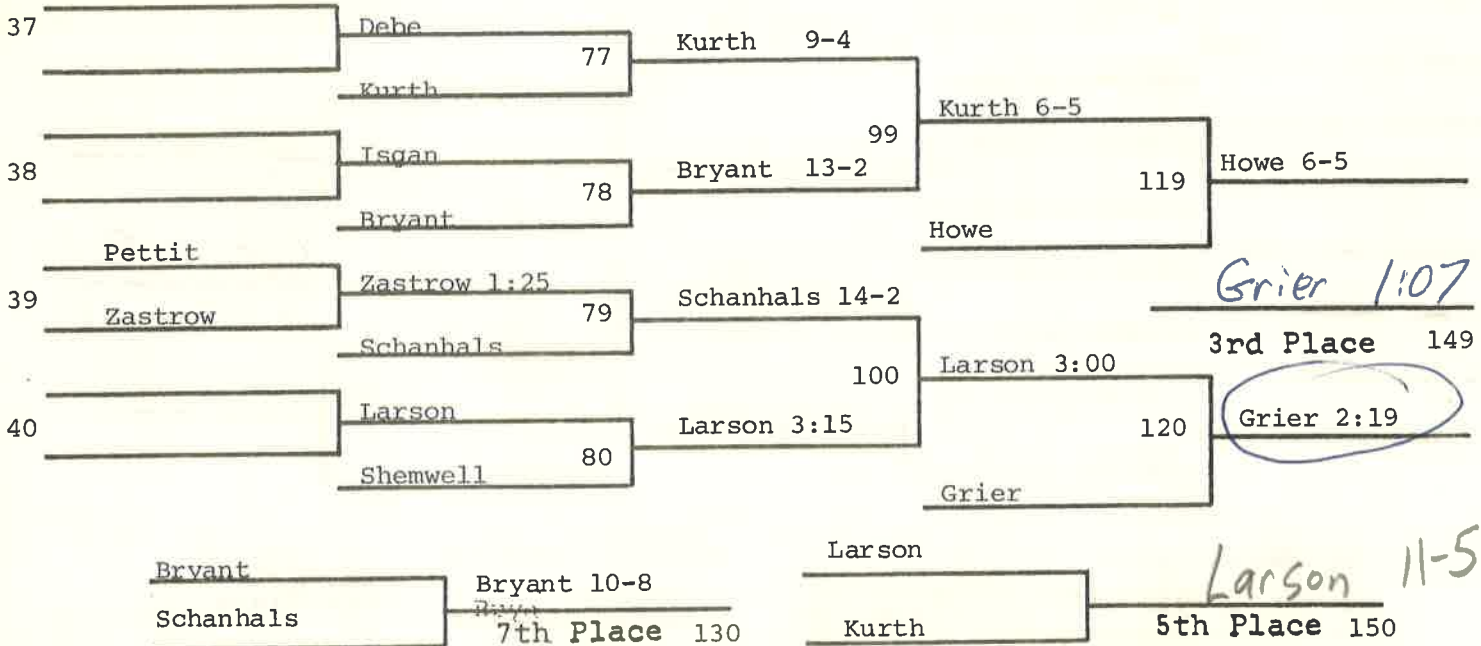 37
Debe
77
Kurth 9-4
Kurth
99
Kurth 6-5
38
Isgan
78
Bryant 13-2
119
Howe 6-5
Bryant
Howe
Pettit
39
Zastrow 1:25
79
Schanhals 14-2
Grier 1:07
Zastrow
Schanhals
3rd Place 149
100
Larson 3:00
40
Larson
80
Larson 3:15
120
Grier 2:19
Shemwell
Grier
Bryant
Bryant 10-8
Larson
Larson 11-5
Schanhals
7th Place 130
Kurth
5th Place 150